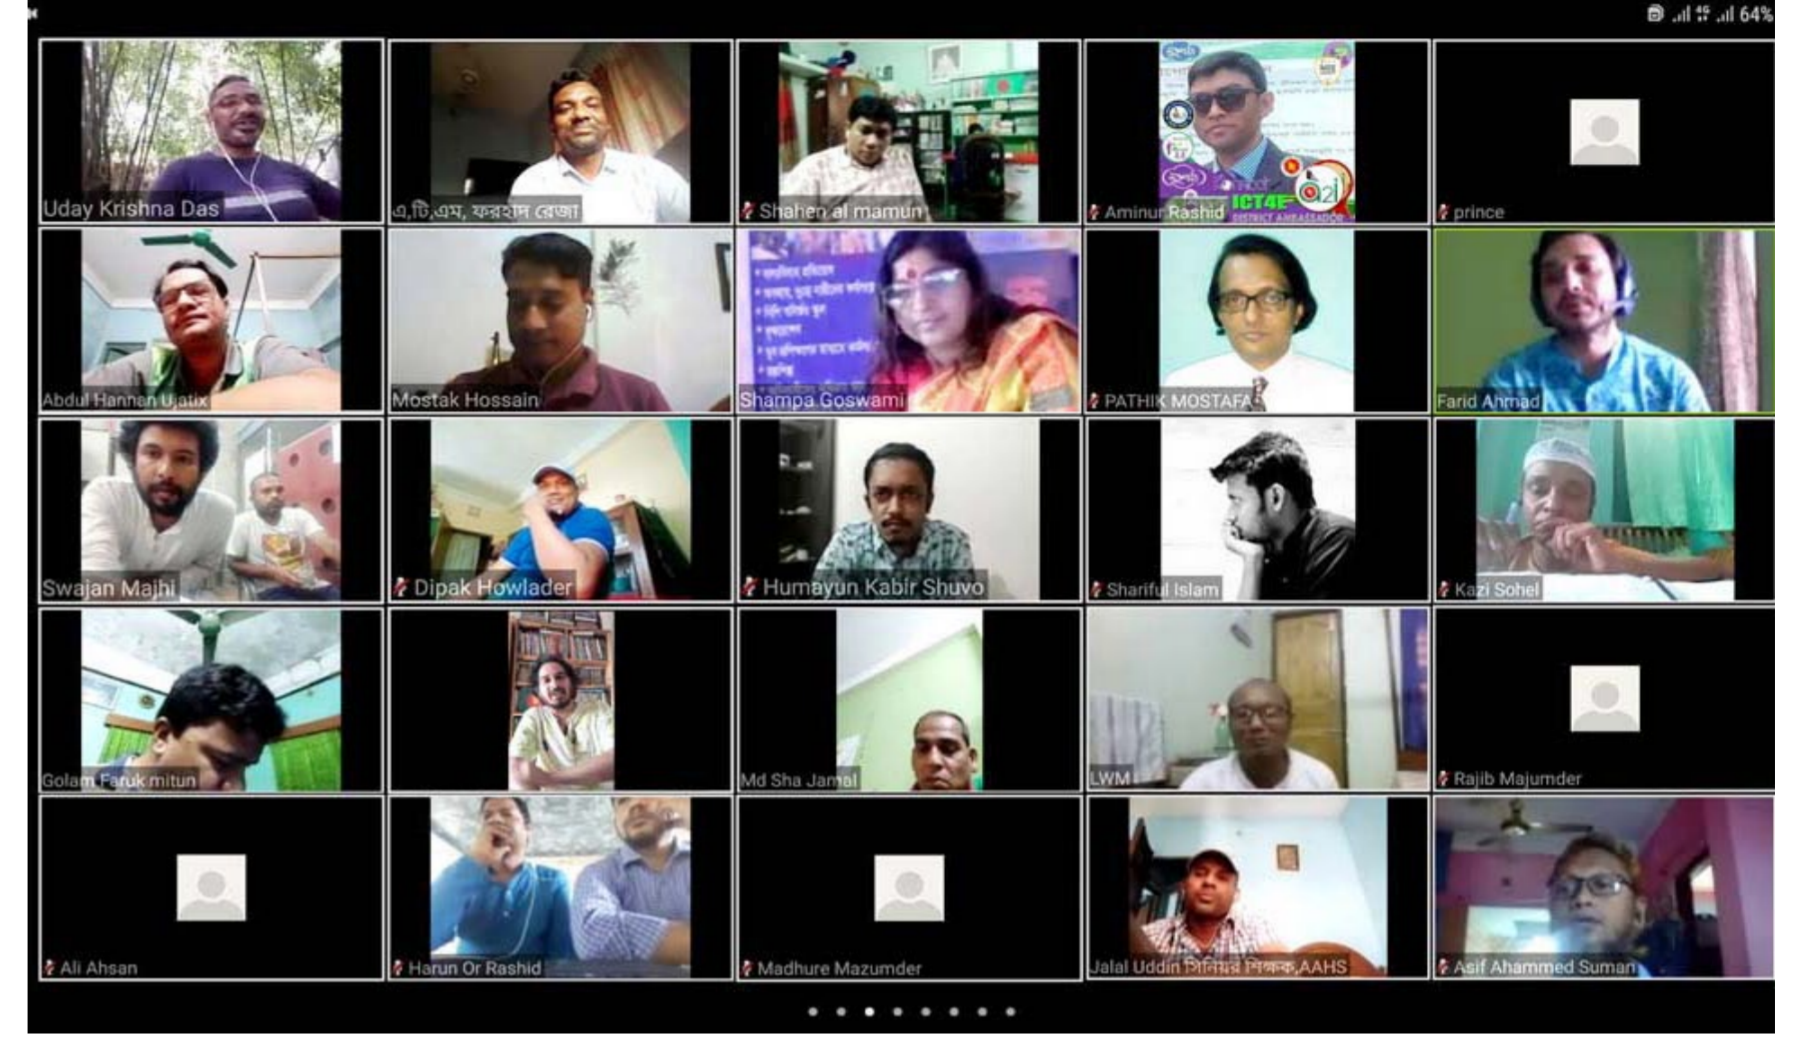 4G 64%
Uday Krishna Das
এ,টি,এম, ফরহাদ রেজা
Shahen al mamun
Aminur Rashid
ICT4E
DISTRICT AMBASSADOR
a2i
prince
Abdul Hannan Ujatix
Mostak Hossain
Shampa Goswami
PATHIK MOSTAFA
Farid Ahmad
Swajan Majhi
Dipak Howlader
Humayun Kabir Shuvo
Shariful Islam
Kazi Sohel
Golam Faruk mitun
Md Sha Jamal
LWM
Rajib Majumder
Ali Ahsan
Harun Or Rashid
Madhure Mazumder
Jalal Uddin সিনিয়র শিক্ষক,AAHS
Asif Ahammed Suman